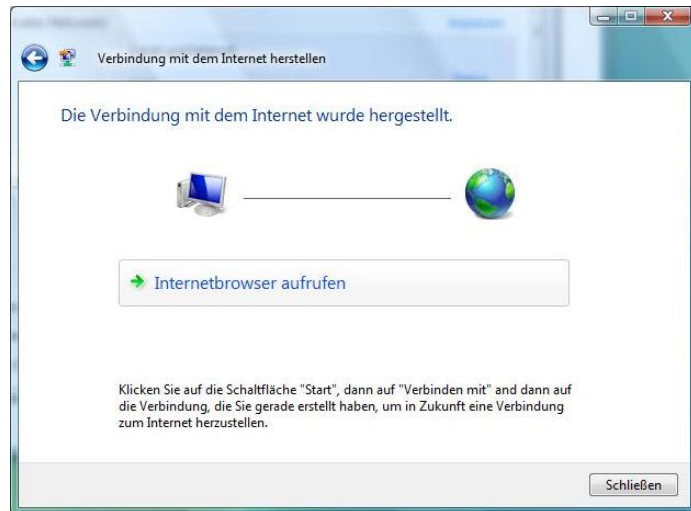 Verbindung mit dem Internet herstellen
Die Verbindung mit dem Internet wurde hergestellt.
Internetbrowser aufrufen
Klicken Sie auf die Schaltfläche "Start", dann auf "Verbinden mit" and dann auf
die Verbindung, die Sie gerade erstellt haben, um in Zukunft eine Verbindung
zum Internet herzustellen.
Schließen